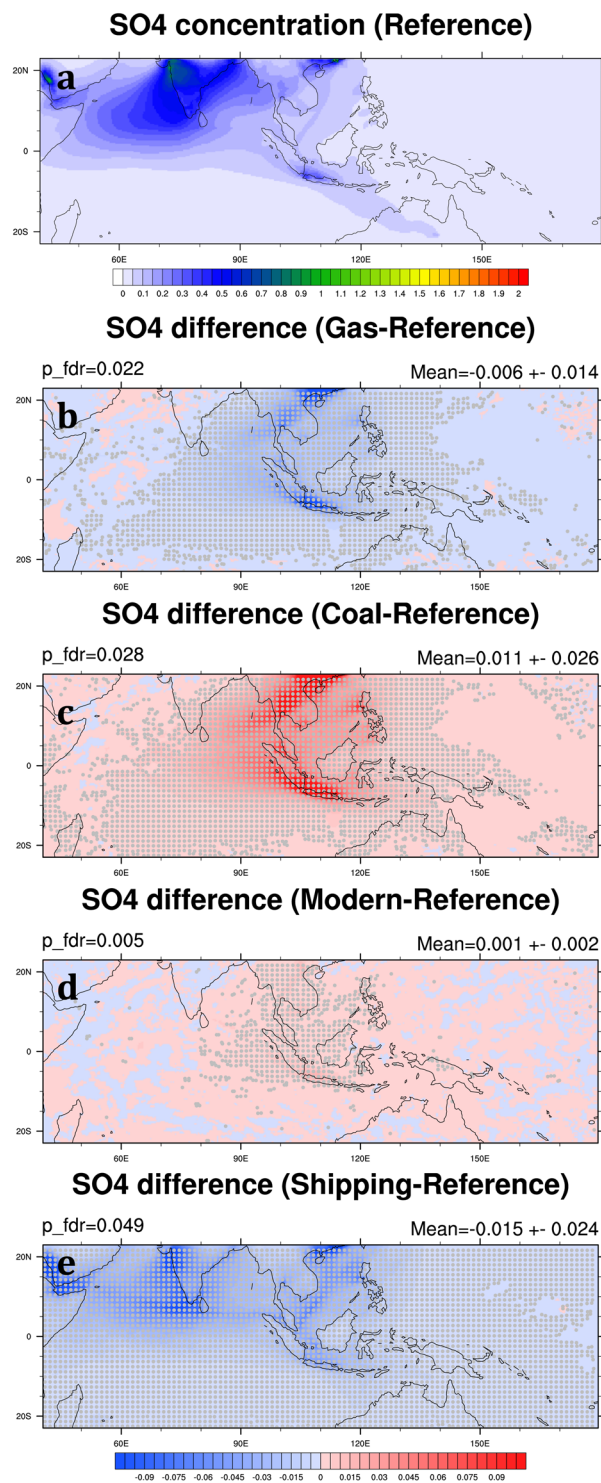 SO4 concentration (Reference)
a
20N
0
20S
60E 90E 120E 150E
0 0.1 0.2 0.3 0.4 0.5 0.6 0.7 0.8 0.9 1 1.1 1.2 1.3 1.4 1.5 1.6 1.7 1.8 1.9 2
SO4 difference (Gas-Reference)
p_fdr=0.022 Mean=-0.006 +- 0.014
b
20N
0
20S
60E 90E 120E 150E
SO4 difference (Coal-Reference)
p_fdr=0.028 Mean=0.011 +- 0.026
c
20N
0
20S
60E 90E 120E 150E
SO4 difference (Modern-Reference)
p_fdr=0.005 Mean=0.001 +- 0.002
d
20N
0
20S
60E 90E 120E 150E
SO4 difference (Shipping-Reference)
p_fdr=0.049 Mean=-0.015 +- 0.024
e
20N
0
20S
60E 90E 120E 150E
-0.09 -0.075 -0.06 -0.045 -0.03 -0.015 0 0.015 0.03 0.045 0.06 0.075 0.09